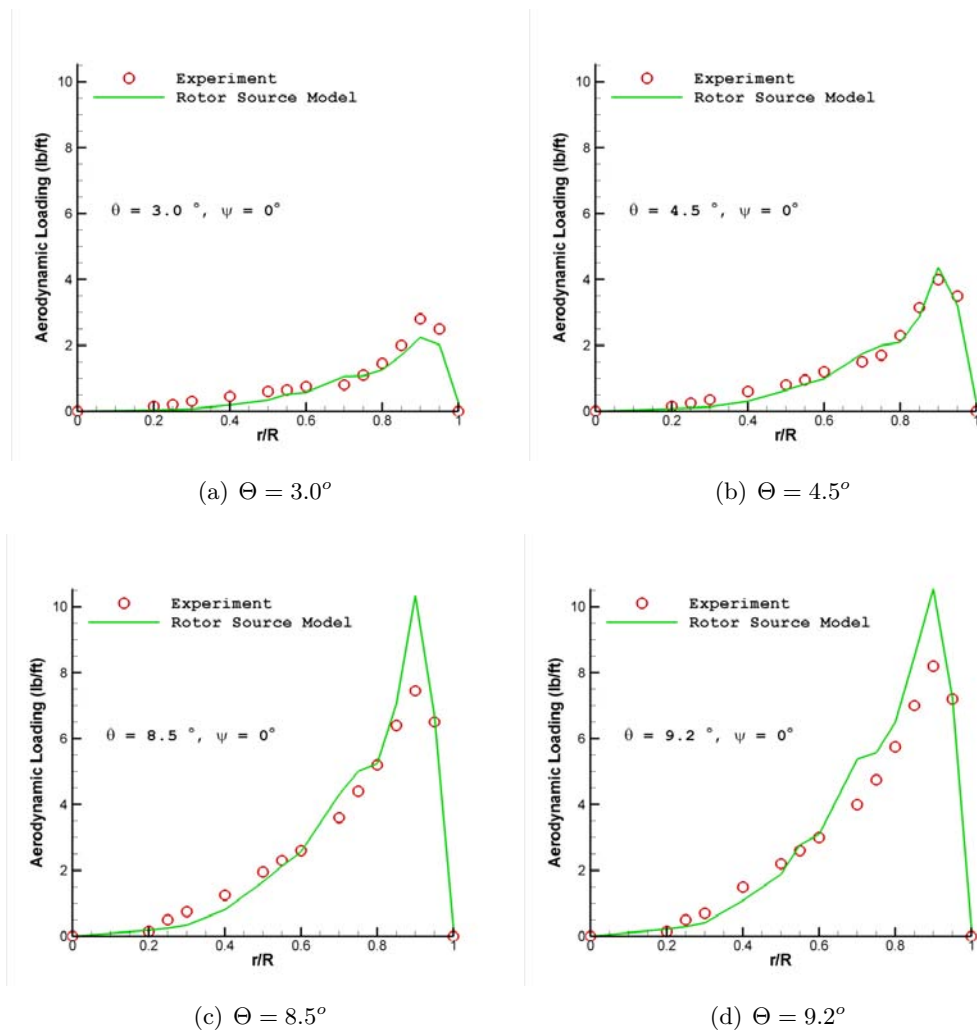 Experiment
Rotor Source Model
θ = 3.0 °, ψ = 0°
Aerodynamic Loading (lb/ft)
10
8
6
4
2
0
0 0.2 0.4 0.6 0.8 1
r/R
(a) Θ = 3.0°
Experiment
Rotor Source Model
θ = 4.5 °, ψ = 0°
Aerodynamic Loading (lb/ft)
10
8
6
4
2
0
0 0.2 0.4 0.6 0.8 1
r/R
(b) Θ = 4.5°
Experiment
Rotor Source Model
θ = 8.5 °, ψ = 0°
Aerodynamic Loading (lb/ft)
10
8
6
4
2
0
0 0.2 0.4 0.6 0.8 1
r/R
(c) Θ = 8.5°
Experiment
Rotor Source Model
θ = 9.2 °, ψ = 0°
Aerodynamic Loading (lb/ft)
10
8
6
4
2
0
0 0.2 0.4 0.6 0.8 1
r/R
(d) Θ = 9.2°